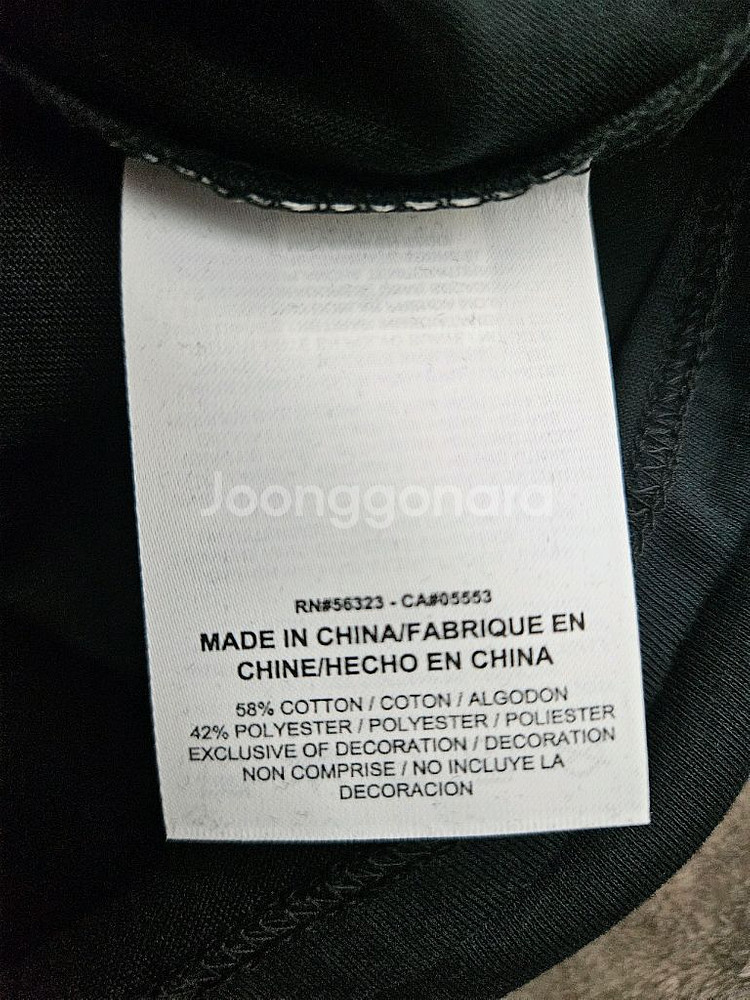 Joonggonara
RN#56323 - CA#05553
MADE IN CHINA/FABRIQUE EN
CHINE/HECHO EN CHINA
58% COTTON / COTON / ALGODON
42% POLYESTER / POLYESTER / POLIESTER
EXCLUSIVE OF DECORATION / DECORATION
NON COMPRISE / NO INCLUYE LA
DECORACION